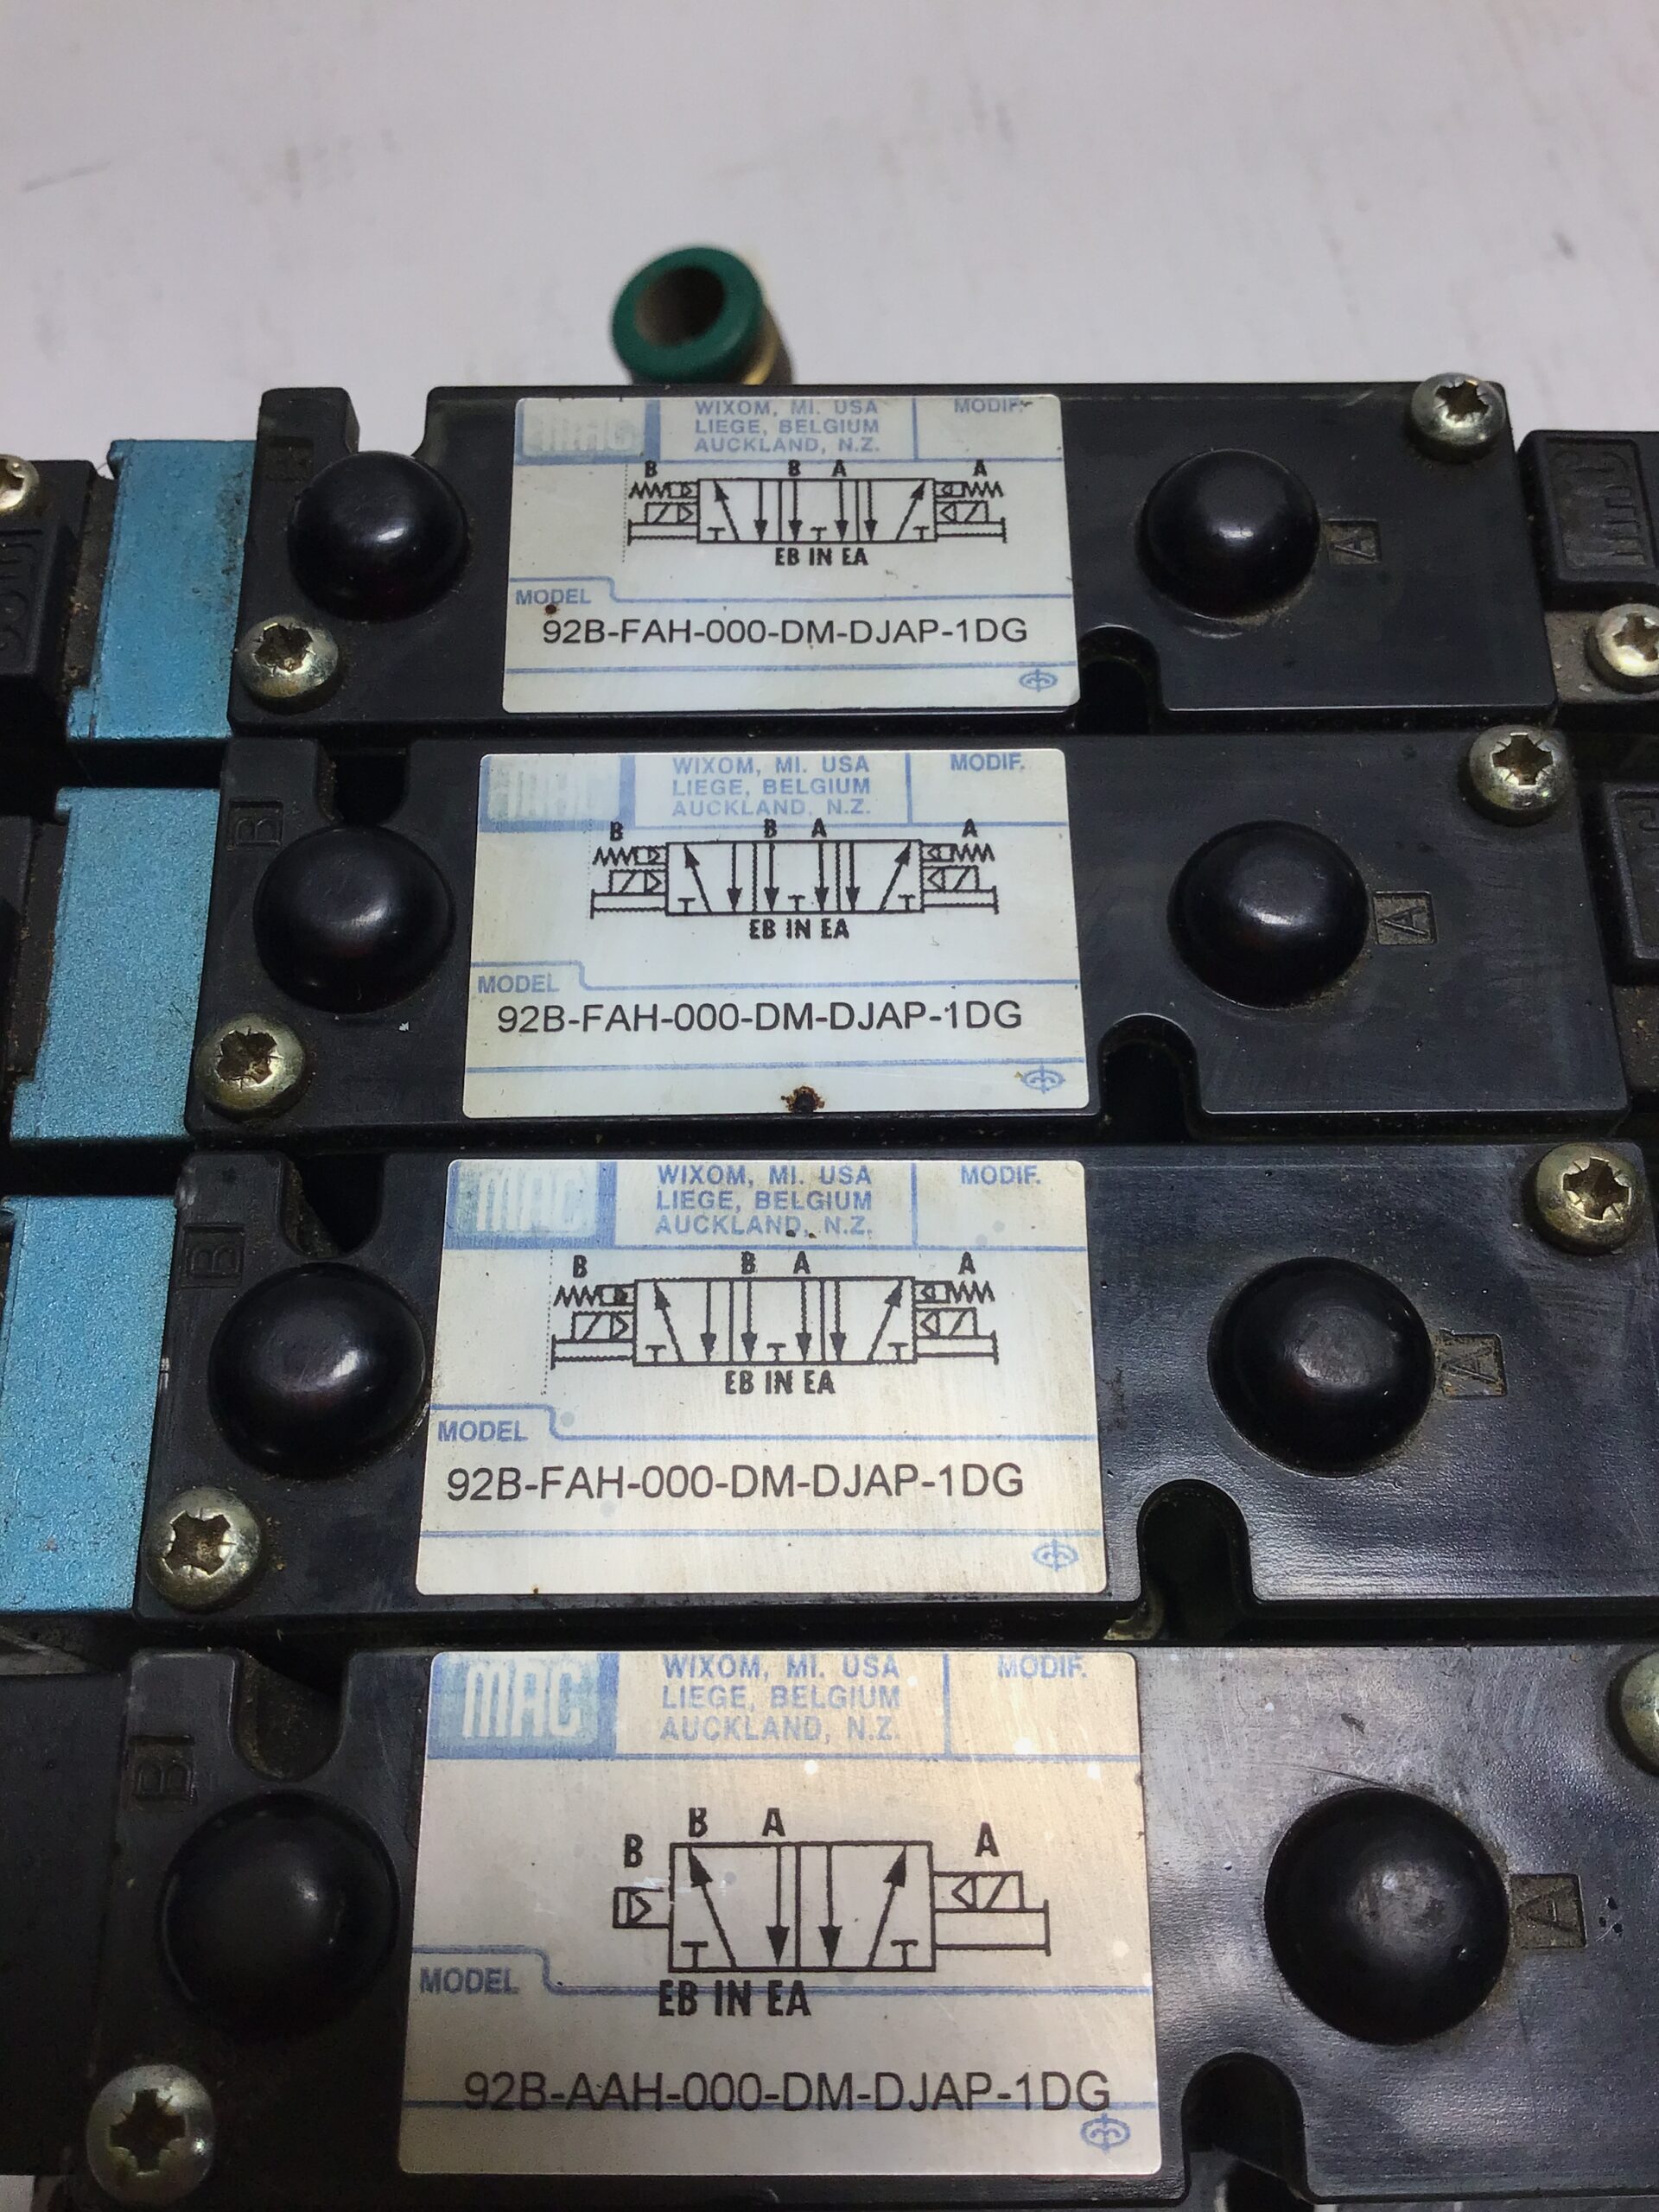 MAC
WIXOM, MI. USA
LIEGE, BELGIUM
AUCKLAND, N.Z.
MODIF.
B B A A
EB IN EA
MODEL
92B-FAH-000-DM-DJAP-1DG
A
MAC
WIXOM, MI. USA
LIEGE, BELGIUM
AUCKLAND, N.Z.
MODIF.
B B A A
EB IN EA
MODEL
92B-FAH-000-DM-DJAP-1DG
B
A
MAC
WIXOM, MI. USA
LIEGE, BELGIUM
AUCKLAND, N.Z.
MODIF.
B B A A
EB IN EA
MODEL
92B-FAH-000-DM-DJAP-1DG
B
A
MAC
WIXOM, MI. USA
LIEGE, BELGIUM
AUCKLAND, N.Z.
MODIF.
B B A A
EB IN EA
MODEL
92B-AAH-000-DM-DJAP-1DG
B
A